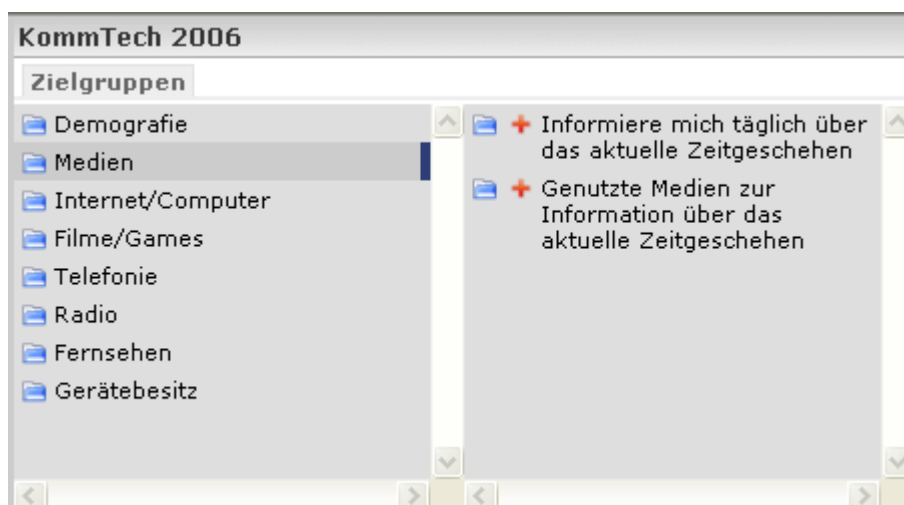 KommTech 2006
Zielgruppen
Demografie
Medien
Internet/Computer
Filme/Games
Telefonie
Radio
Fernsehen
Gerätebesitz
Informiere mich täglich über
das aktuelle Zeitgeschehen
Genutzte Medien zur
Information über das
aktuelle Zeitgeschehen